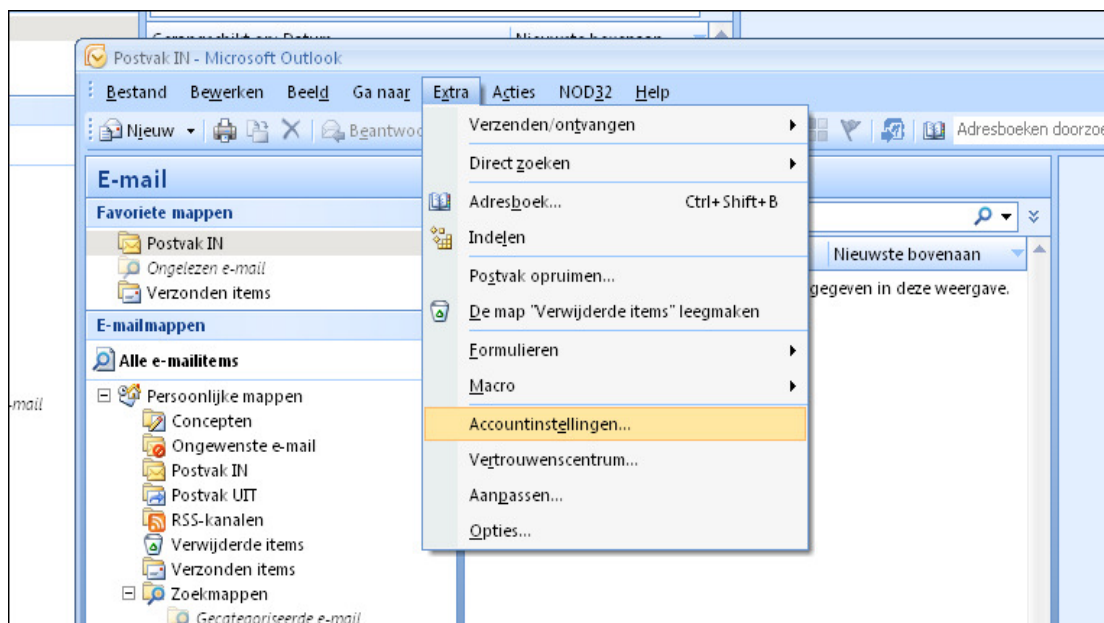 Postvak IN - Microsoft Outlook
Bestand Bewerken Beeld Ga naar Extra Acties NOD32 Help
Nieuw Beantwoo Adresboeken doorzoe
E-mail
Favoriete mappen
Postvak IN
Ongelezen e-mail
Verzonden items
E-mailmappen
Alle e-mailitems
Persoonlijke mappen
Concepten
Ongewenste e-mail
Postvak IN
Postvak UIT
RSS-kanalen
Verwijderde items
Verzonden items
Zoekmappen
Gecategoriseerde e-mail
Verzenden/ontvangen
Direct zoeken
Adresboek... Ctrl+Shift+B
Indelen
Postvak opruimen...
De map "Verwijderde items" leegmaken
Formulieren
Macro
Accountinstellingen...
Vertrouwenscentrum...
Aanpassen...
Opties...
Nieuwste bovenaan
gegeven in deze weergave.
-mail